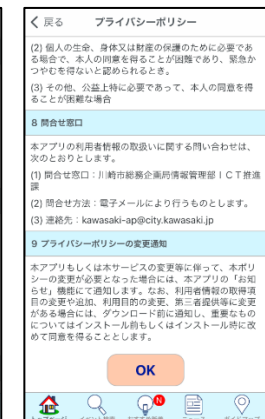 戻る プライバシーポリシー
(2) 個人の生命、身体又は財産の保護のために必要であ
る場合で、本人の同意を得ることが困難であり、緊急か
つやむを得ないと認められるとき。
(3) その他、公益上特に必要であって、本人の同意を得
ることが困難な場合
8 問合せ窓口
本アプリの利用者情報の取扱いに関する問い合わせは、
次のとおりとします。
(1) 問合せ窓口：川崎市総務企画局情報管理部ＩＣＴ推進
課
(2) 問合せ方法：電子メールにより行うものとします。
(3) 連絡先：kawasaki-ap@city.kawasaki.jp
9 プライバシーポリシーの変更通知
本アプリもしくは本サービスの変更等に伴って、本ポリ
シーの変更が必要となった場合には、本アプリの「お知
らせ」機能にて通知します。なお、利用者情報の取得項
目の変更や追加、利用目的の変更、第三者提供等に変更
がある場合には、ダウンロード前に通知し、重要なもの
についてはインストール前もしくはインストール時に改
めて同意を得ることとします。
OK
N